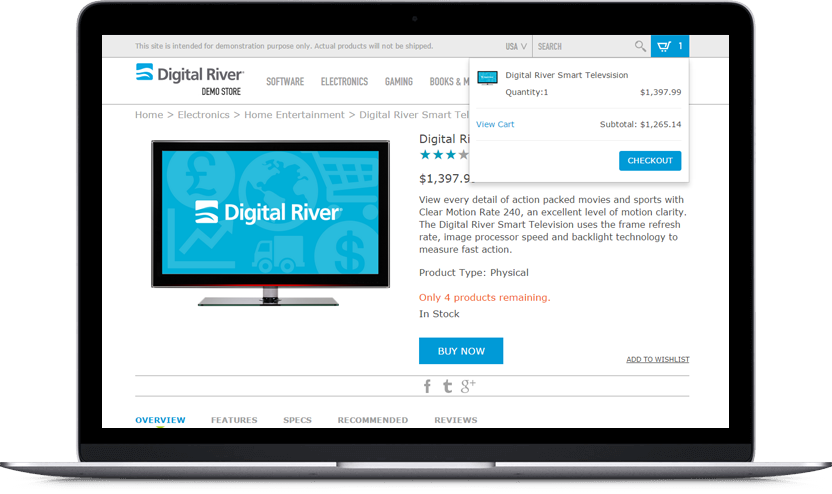 This site is intended for demonstration purpose only. Actual products will not be shipped.
USA
SEARCH
1
Digital River
DEMO STORE
SOFTWARE
ELECTRONICS
GAMING
BOOKS & M
Digital River Smart Television
Quantity:1
$1,397.99
View Cart
Subtotal: $1,265.14
CHECKOUT
Home > Electronics > Home Entertainment > Digital River Smart Tel
Digital River
Digital Ri
$1,397.9
View every detail of action packed movies and sports with
Clear Motion Rate 240, an excellent level of motion clarity.
The Digital River Smart Television uses the frame refresh
rate, image processor speed and backlight technology to
measure fast action.
Product Type: Physical
Only 4 products remaining.
In Stock
BUY NOW
ADD TO WISHLIST
OVERVIEW
FEATURES
SPECS
RECOMMENDED
REVIEWS